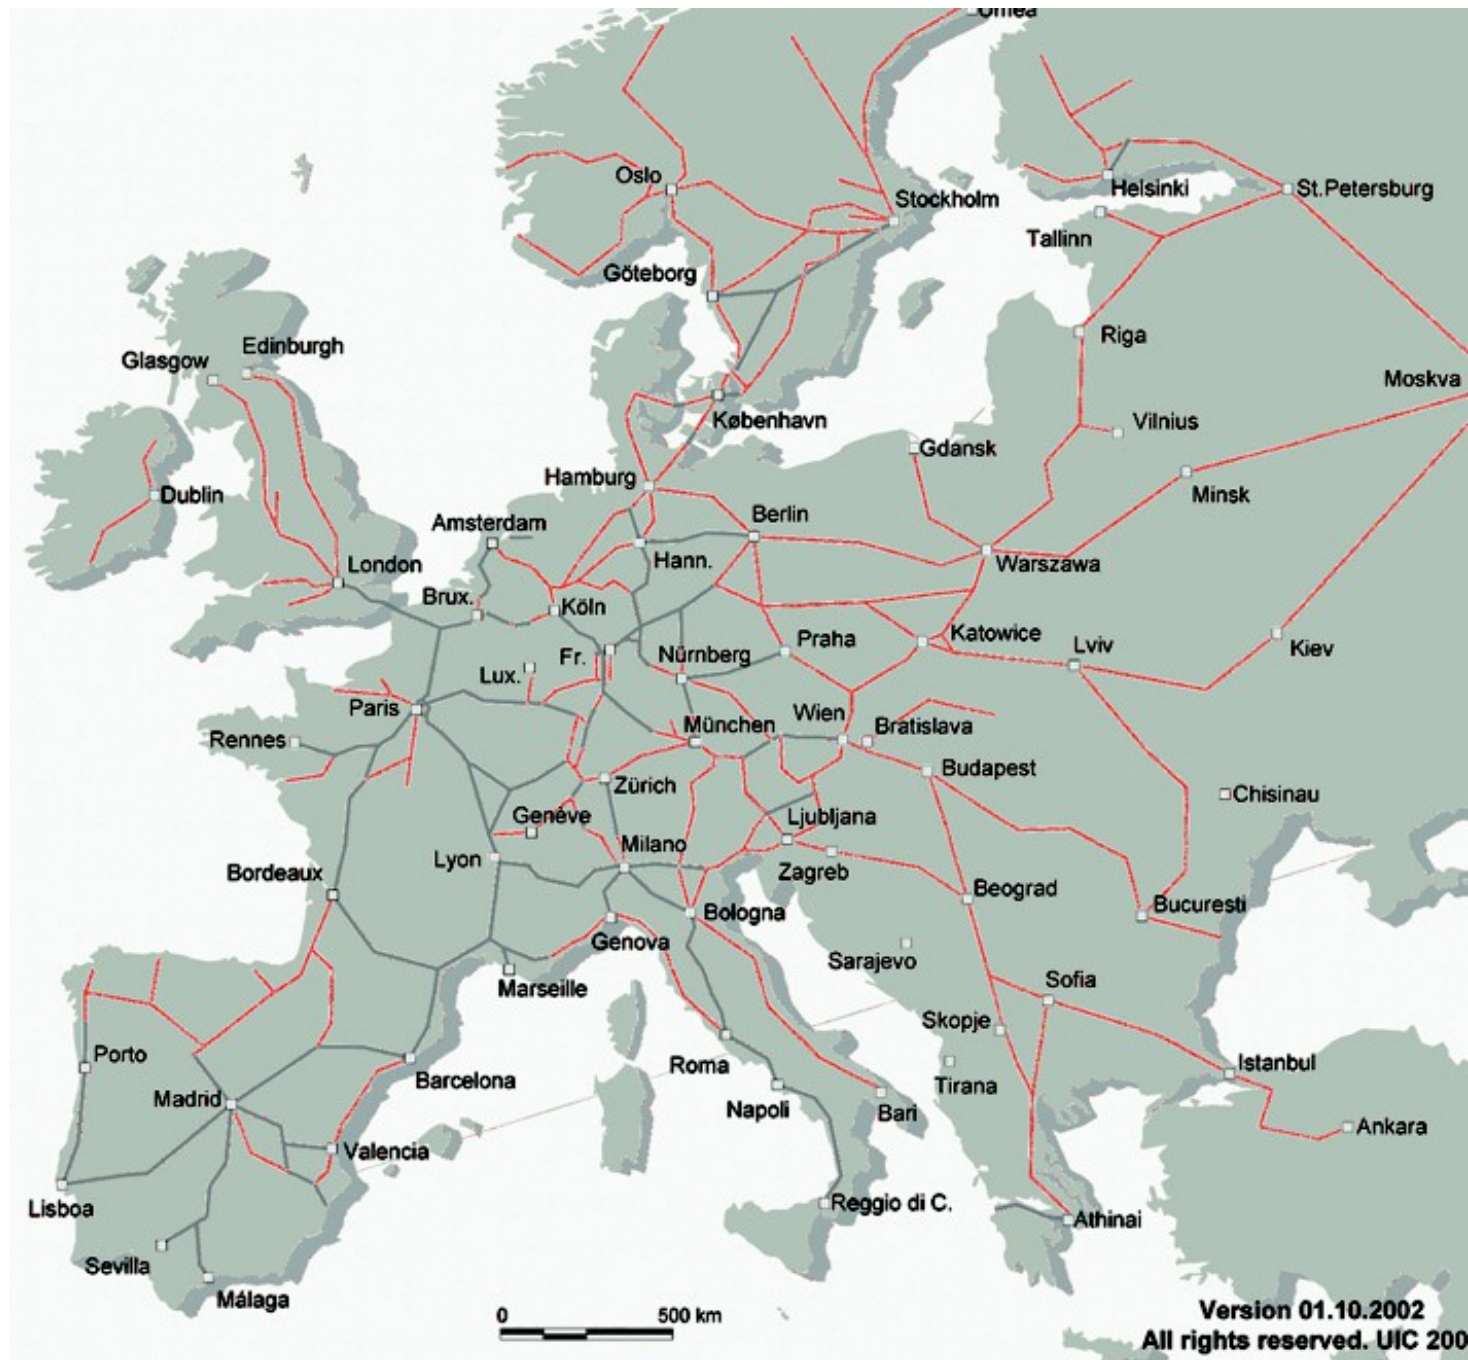 Umea
Oslo
Stockholm
Helsinki
St.Petersburg
Tallinn
Göteborg
Riga
Edinburgh
Glasgow
Moskva
København
Vilnius
Gdansk
Hamburg
Minsk
Dublin
Berlin
Amsterdam
London
Hann.
Warszawa
Brux.
Köln
Katowice
Praha
Lviv
Kiev
Fr.
Nürnberg
Lux.
Paris
München
Wien
Bratislava
Rennes
Budapest
Zürich
Chisinau
Genève
Ljubljana
Milano
Lyon
Zagreb
Bordeaux
Beograd
Bucuresti
Bologna
Genova
Sarajevo
Marseille
Sofia
Skopje
Porto
Roma
Istanbul
Barcelona
Tirana
Madrid
Napoli
Bari
Ankara
Valencia
Lisboa
Reggio di C.
Athinai
Sevilla
Málaga
0 500 km
Version 01.10.2002
All rights reserved. UIC 200